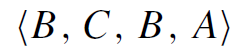 ⟨B, C, B, A⟩